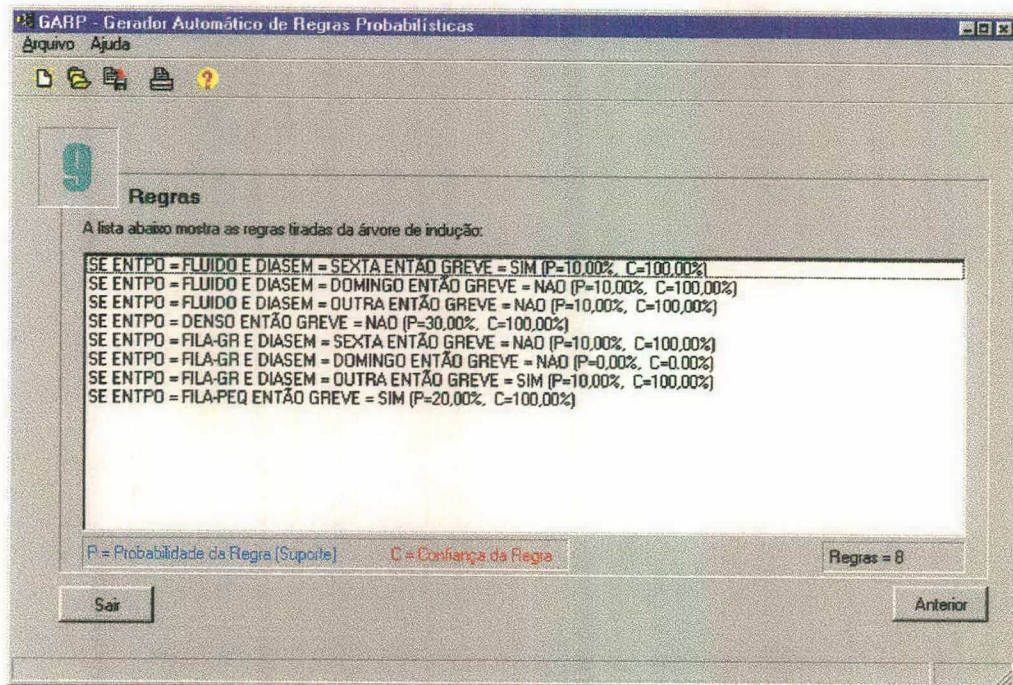 GARP - Gerador Automático de Regras Probabilísticas
Arquivo Ajuda
?
9
Regras
A lista abaixo mostra as regras tiradas da árvore de indução:
SE ENTPO = FLUIDO E DIASEM = SEXTA ENTÃO GREVE = SIM (P=10,00%, C=100,00%)
SE ENTPO = FLUIDO E DIASEM = DOMINGO ENTÃO GREVE = NAO (P=10,00%, C=100,00%)
SE ENTPO = FLUIDO E DIASEM = OUTRA ENTÃO GREVE = NAO (P=10,00%, C=100,00%)
SE ENTPO = DENSO ENTÃO GREVE = NAO (P=30,00%, C=100,00%)
SE ENTPO = FILA-GR E DIASEM = SEXTA ENTÃO GREVE = NAO (P=10,00%, C=100,00%)
SE ENTPO = FILA-GR E DIASEM = DOMINGO ENTÃO GREVE = NAO (P=0,00%, C=0.00%)
SE ENTPO = FILA-GR E DIASEM = OUTRA ENTÃO GREVE = SIM (P=10,00%, C=100,00%)
SE ENTPO = FILA-PEQ ENTÃO GREVE = SIM (P=20,00%, C=100,00%)
P = Probabilidade da Regra (Suporte) C = Confiança da Regra Regras = 8
Sair Anterior